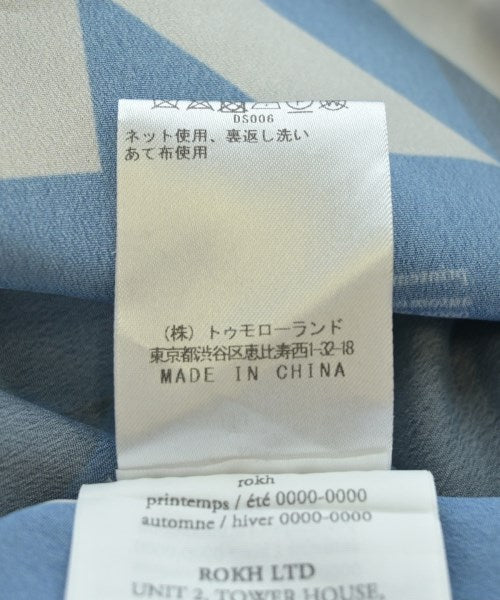 DS006
ネット使用、裏返し洗い
あて布使用
（株）トゥモローランド
東京都渋谷区恵比寿西1-32-18
MADE IN CHINA
rokh
printemps / été 0000-0000
automne / hiver 0000-0000
ROKH LTD
UNIT 2, TOWER HOUSE,